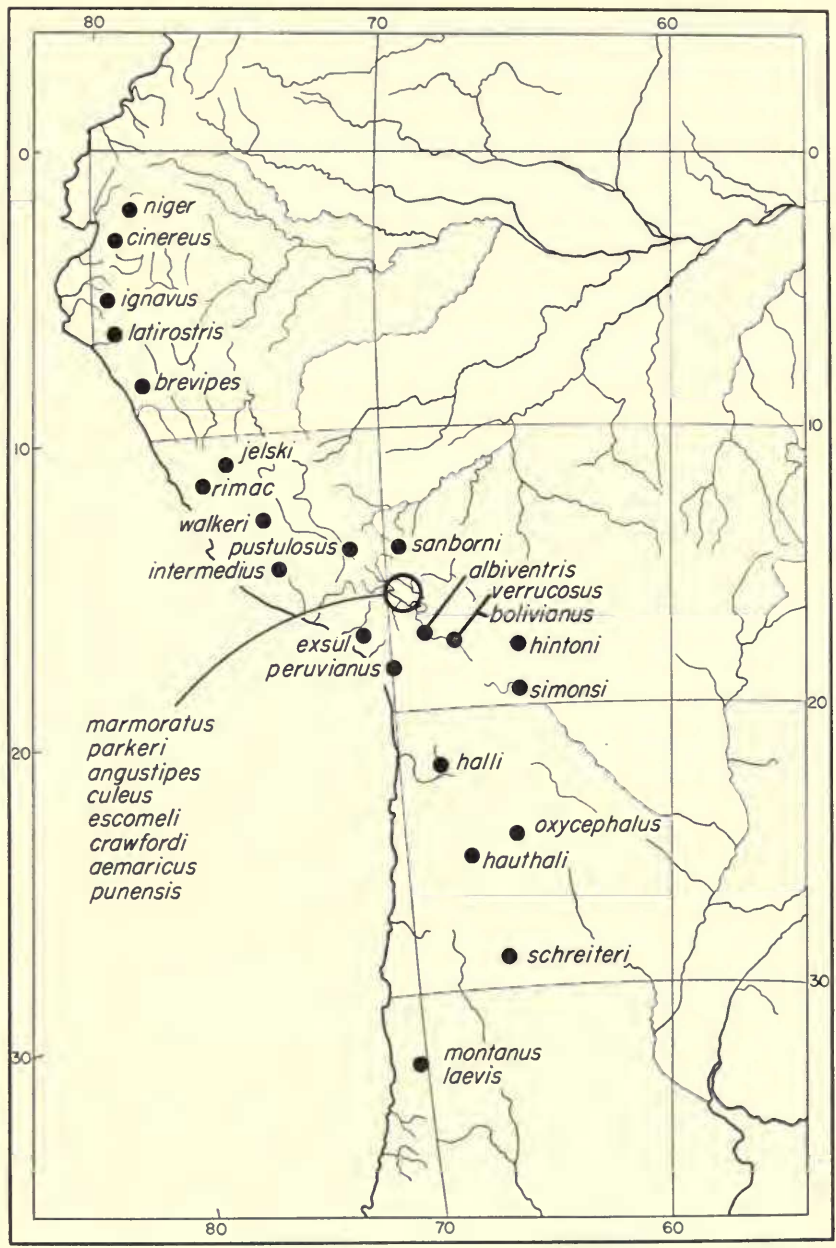 80 70 60
0 0
niger
cinereus
ignavus
latirostris
brevipes
10
10
jelski
rimac
walkeri
pustulosus sanborni
intermedius albiventris
verrucosus
bolivianus
exsul hintoni
peruvianus
simonsi
20
marmoratus
parkeri
angustipes
culeus
escomeli
crawfordi
aemaricus
punensis
20
halli
oxycephalus
hauthali
schreiteri
30
30
montanus
laevis
80 70 60